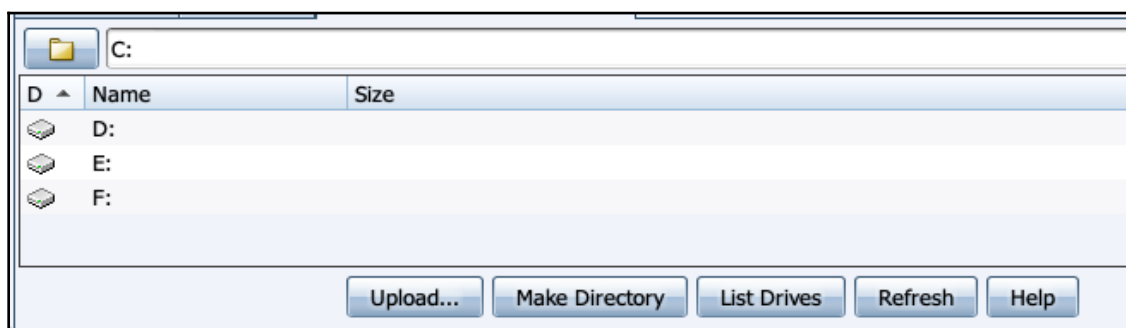 C:
D Name Size
D:
E:
F:
Upload... Make Directory List Drives Refresh Help